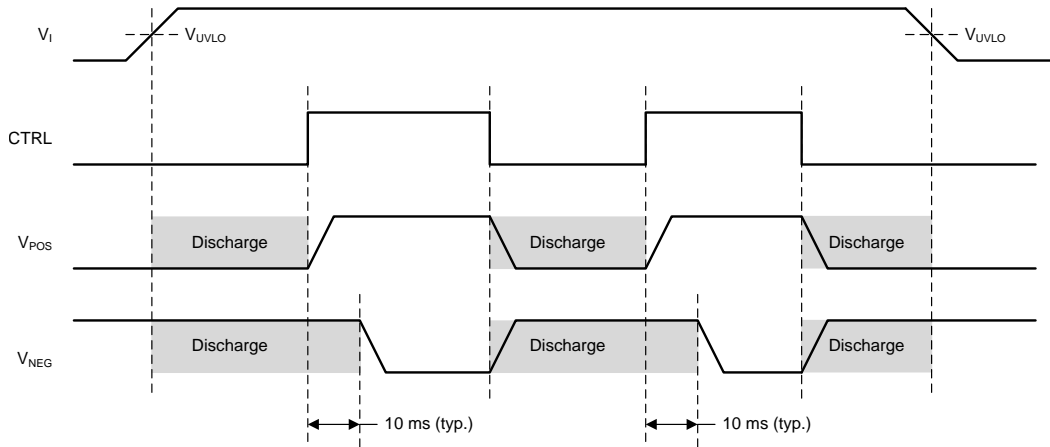 VI
VUVLO
VUVLO
CTRL
VPOS
Discharge
Discharge
Discharge
VNEG
Discharge
Discharge
Discharge
10 ms (typ.)
10 ms (typ.)